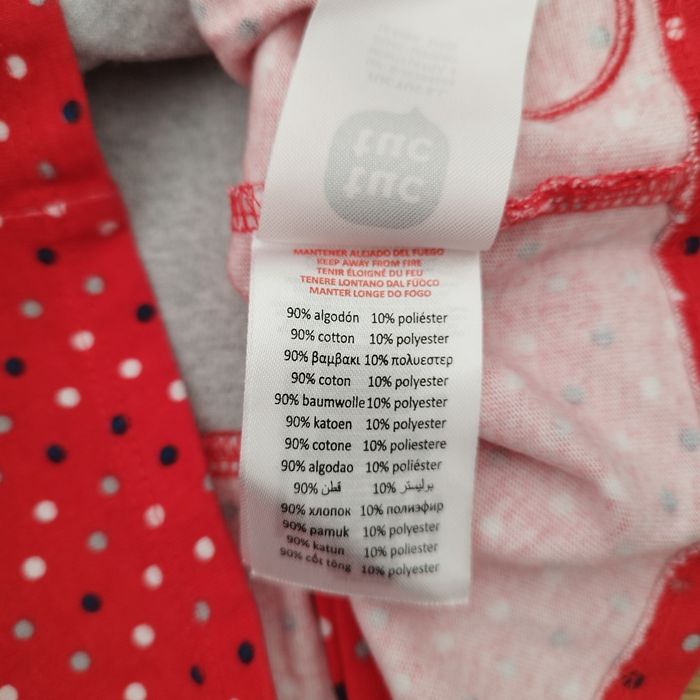 tuc
tuc
MANTENER ALEJADO DEL FUEGO
KEEP AWAY FROM FIRE
TENIR ÉLOIGNÉ DU FEU
TENERE LONTANO DAL FUOCO
MANTER LONGE DO FOGO
90% algodón 10% poliéster
90% cotton 10% polyester
90% βαμβακι 10% πολυεστερ
90% coton 10% polyester
90% baumwolle 10% polyester
90% katoen 10% polyester
90% cotone 10% poliestere
90% algodao 10% poliéster
90% قطن 10% بوليستر
90% хлопок 10% полиэфир
90% pamuk 10% polyester
90% katun 10% poliester
90% cốt tông 10% polyester